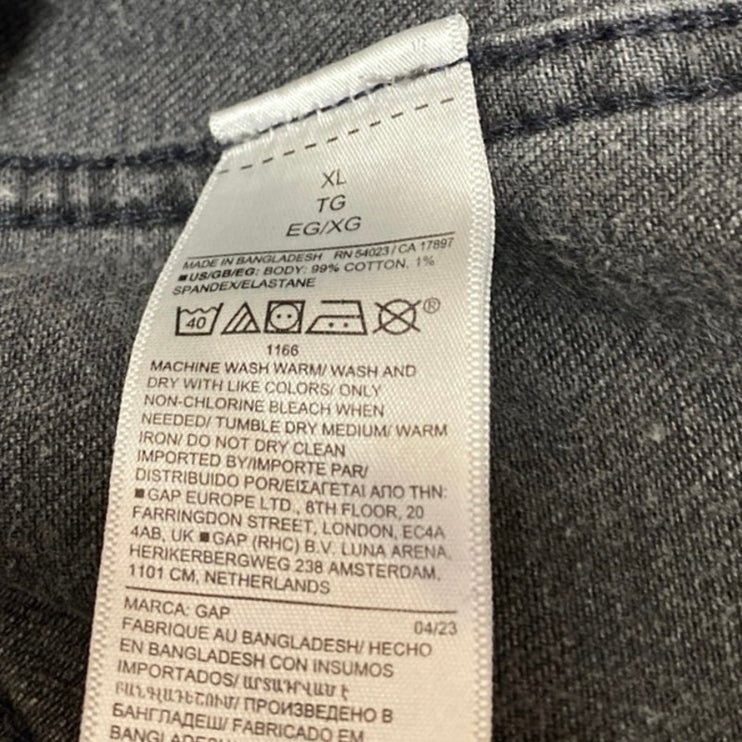 XL
TG
EG/XG
MADE IN BANGLADESH RN 54023 / CA 17897
■US/GB/EG: BODY: 99% COTTON, 1%
SPANDEX/ELASTANE
40 ®
1166
MACHINE WASH WARM/ WASH AND
DRY WITH LIKE COLORS/ ONLY
NON-CHLORINE BLEACH WHEN
NEEDED/ TUMBLE DRY MEDIUM/ WARM
IRON/ DO NOT DRY CLEAN
IMPORTED BY/IMPORTE PAR/
DISTRIBUIDO POR/ΕΙΣΑΓΕΤΑΙ ΑΠΟ ΤΗΝ:
■GAP EUROPE LTD., 8TH FLOOR, 20
FARRINGDON STREET, LONDON, EC4A
4AB, UK ■GAP (RHC) B.V. LUNA ARENA,
HERIKERBERGWEG 238 AMSTERDAM,
1101 CM, NETHERLANDS
MARCA: GAP 04/23
FABRIQUE AU BANGLADESH/ HECHO
EN BANGLADESH CON INSUMOS
IMPORTADOS/ ԱՐՏԱԴՐՎԱԾ Է
ԲԱՆԳԼԱԴԵՇՈՒՄ/ ПРОИЗВЕДЕНО В
БАНГЛАДЕШ/ FABRICADO EM